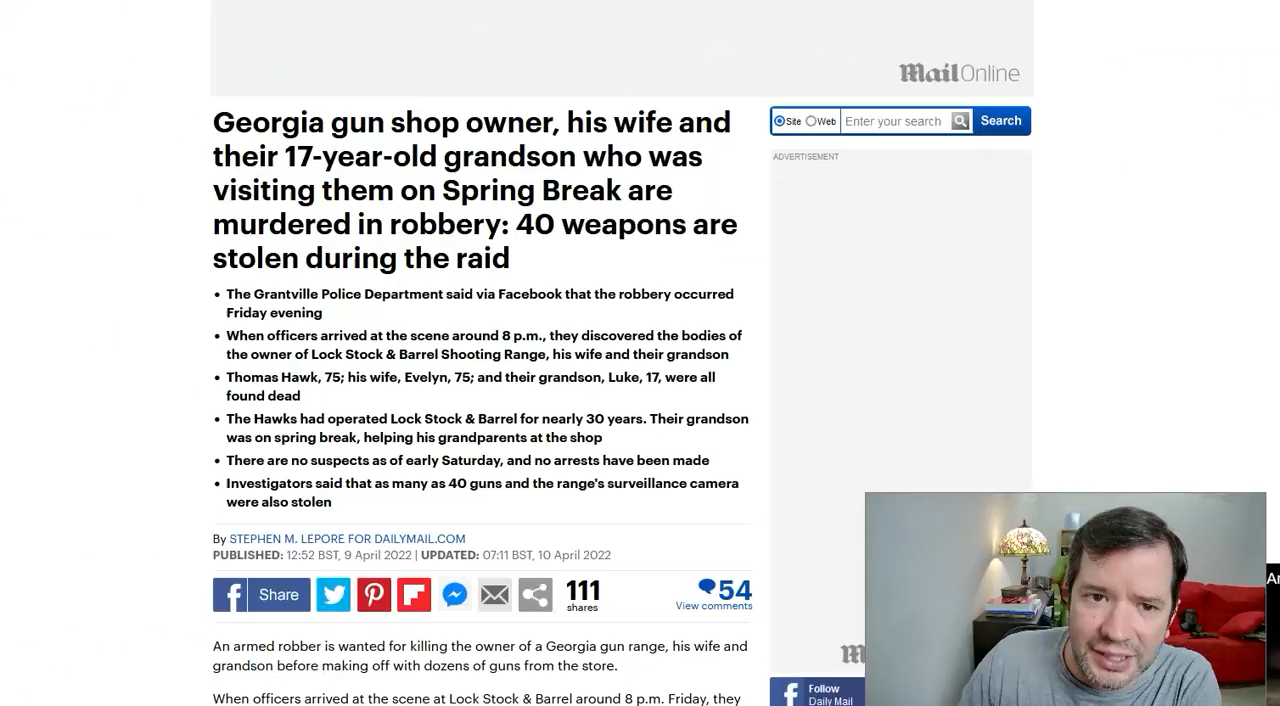 Mail Online
Georgia gun shop owner, his wife and
their 17-year-old grandson who was
visiting them on Spring Break are
murdered in robbery: 40 weapons are
stolen during the raid
• The Grantville Police Department said via Facebook that the robbery occurred
Friday evening
• When officers arrived at the scene around 8 p.m., they discovered the bodies of
the owner of Lock Stock & Barrel Shooting Range, his wife and their grandson
• Thomas Hawk, 75; his wife, Evelyn, 75; and their grandson, Luke, 17, were all
found dead
• The Hawks had operated Lock Stock & Barrel for nearly 30 years. Their grandson
was on spring break, helping his grandparents at the shop
• There are no suspects as of early Saturday, and no arrests have been made
• Investigators said that as many as 40 guns and the range's surveillance camera
were also stolen
By STEPHEN M. LEPORE FOR DAILYMAIL.COM
PUBLISHED: 12:52 BST, 9 April 2022 | UPDATED: 07:11 BST, 10 April 2022
f Share
111
shares
54
View comments
An armed robber is wanted for killing the owner of a Georgia gun range, his wife and
grandson before making off with dozens of guns from the store.
When officers arrived at the scene at Lock Stock & Barrel around 8 p.m. Friday, they
Site Web Enter your search Search
ADVERTISEMENT
f Follow
Daily Mail